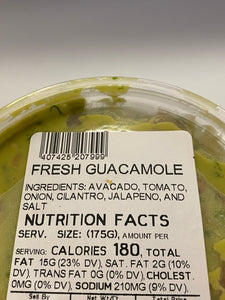 407425 207999
FRESH GUACAMOLE
INGREDIENTS: AVACADO, TOMATO,
ONION, CILANTRO, JALAPENO, AND
SALT
NUTRITION FACTS
SERV. SIZE: (175G), AMOUNT PER
SERVING: CALORIES 180, TOTAL
FAT 15G (23% DV), SAT. FAT 2G (10%
DV), TRANS FAT 0G (0% DV), CHOLEST.
0MG (0% DV), SODIUM 210MG (9% DV),
Sell By